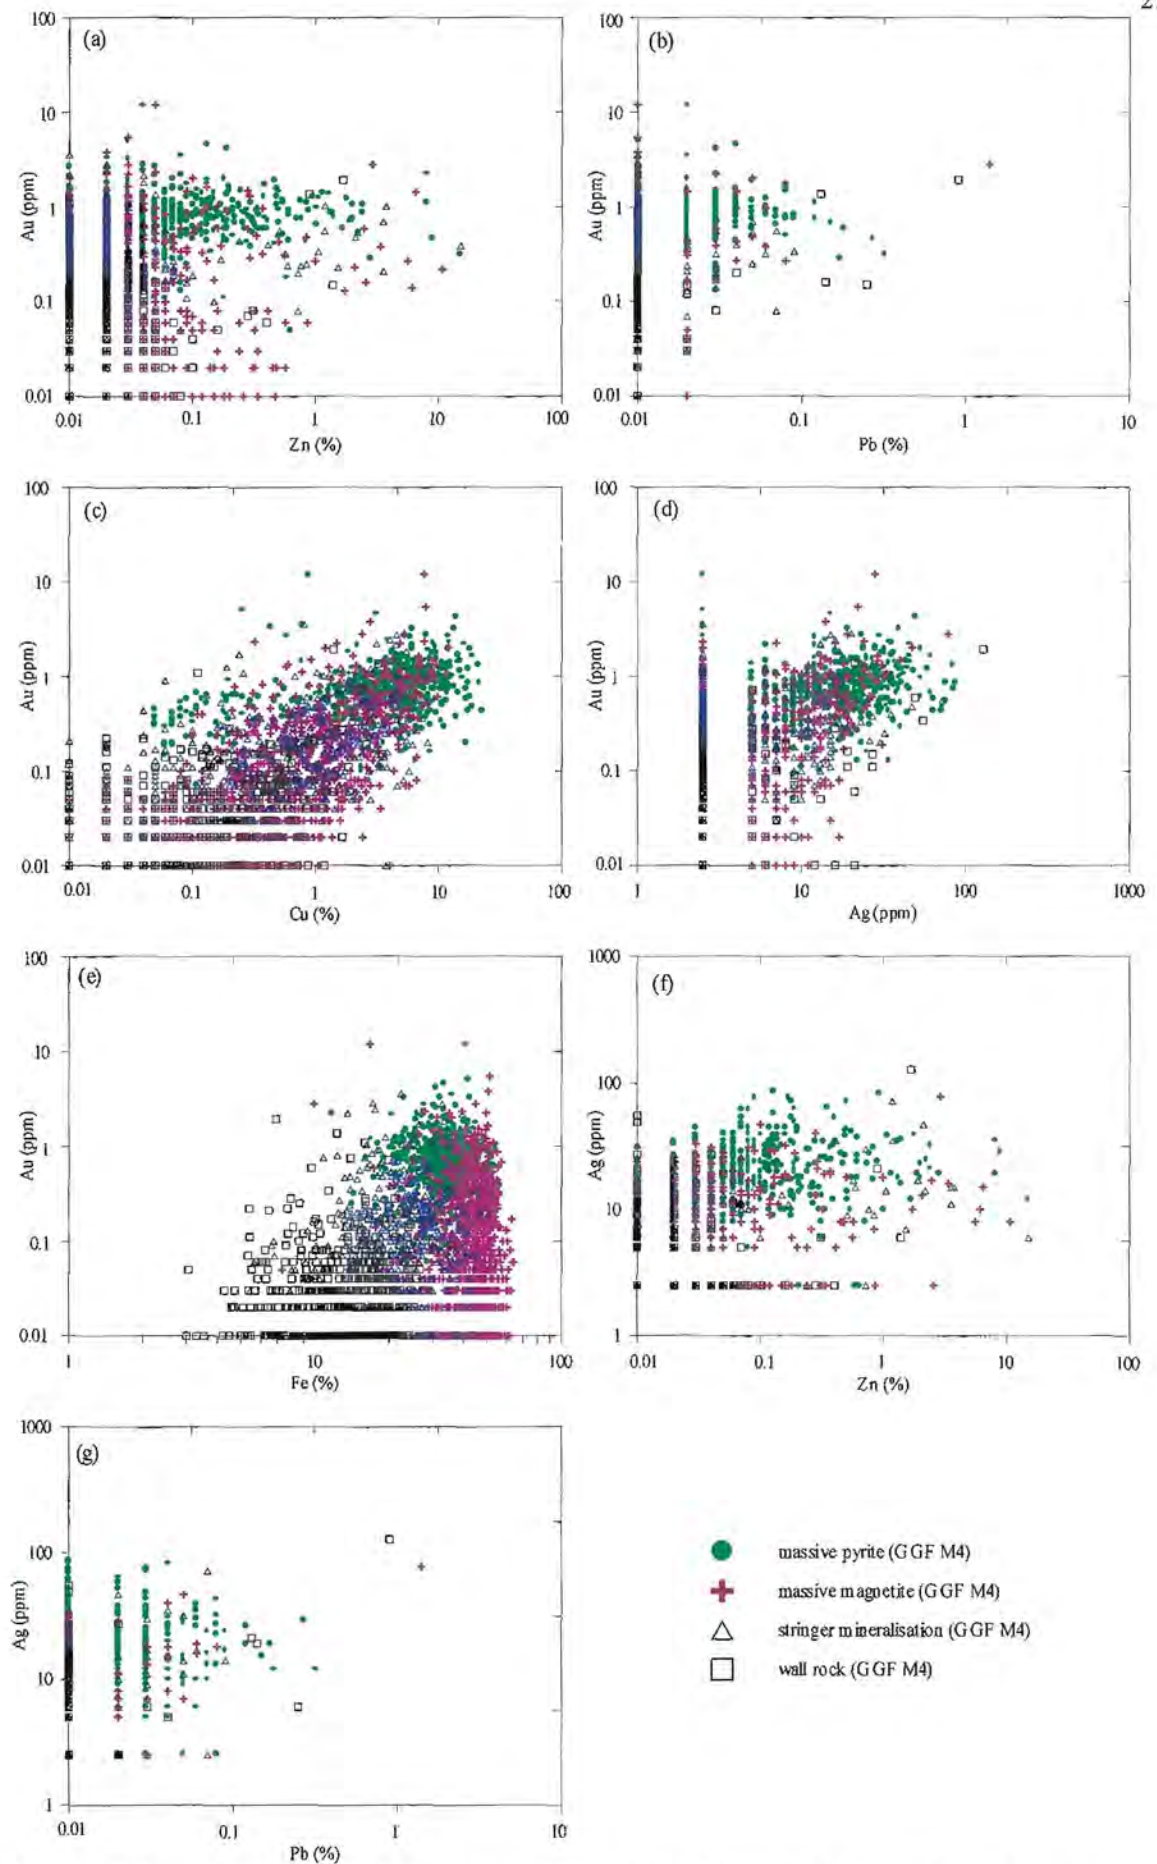 2
(a)
100
10
1
0.1
0.01
Au (ppm)
0.01 0.1 1 10 100
Zn (%)
(b)
100
10
1
0.1
0.01
Au (ppm)
0.01 0.1 1 10
Pb (%)
(c)
100
10
1
0.1
0.01
Au (ppm)
0.01 0.1 1 10 100
Cu (%)
(d)
100
10
1
0.1
0.01
Au (ppm)
1 10 100 1000
Ag (ppm)
(e)
100
10
1
0.1
0.01
Au (ppm)
1 10 100
Fe (%)
(f)
1000
100
10
1
Ag (ppm)
0.01 0.1 1 10 100
Zn (%)
(g)
1000
100
10
1
Ag (ppm)
0.01 0.1 1 10
Pb (%)
massive pyrite (GGF M4)
massive magnetite (GGF M4)
stringer mineralisation (GGF M4)
wall rock (GGF M4)